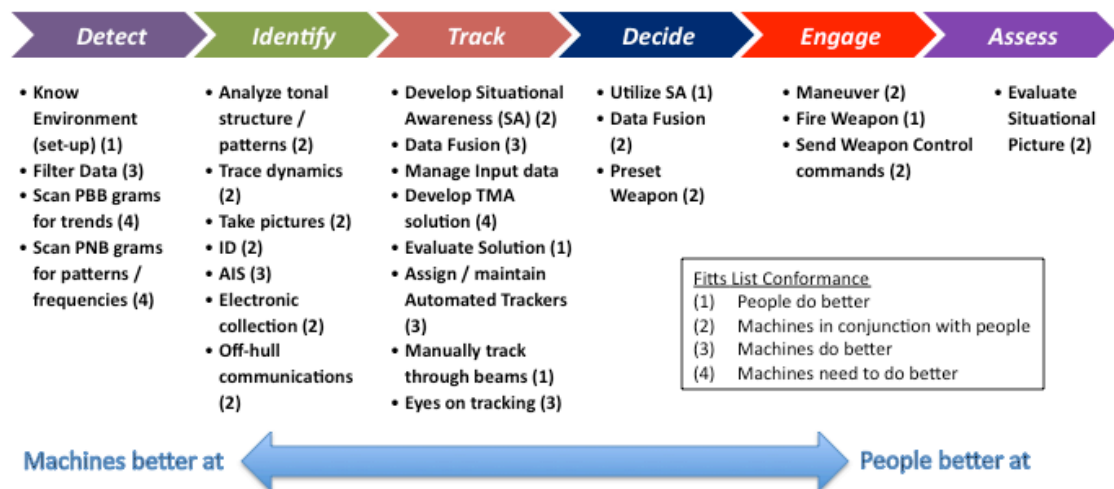 Detect
Identify
Track
Decide
Engage
Assess
• Know
Environment
(set-up) (1)
• Filter Data (3)
• Scan PBB grams
for trends (4)
• Scan PNB grams
for patterns /
frequencies (4)
• Analyze tonal
structure /
patterns (2)
• Trace dynamics
(2)
• Take pictures (2)
• ID (2)
• AIS (3)
• Electronic
collection (2)
• Off-hull
communications
(2)
• Develop Situational
Awareness (SA) (2)
• Data Fusion (3)
• Manage Input data
• Develop TMA
solution (4)
• Evaluate Solution (1)
• Assign / maintain
Automated Trackers
(3)
• Manually track
through beams (1)
• Eyes on tracking (3)
• Utilize SA (1)
• Data Fusion
(2)
• Preset
Weapon (2)
• Maneuver (2)
• Fire Weapon (1)
• Send Weapon Control
commands (2)
• Evaluate
Situational
Picture (2)
Fitts List Conformance
(1) People do better
(2) Machines in conjunction with people
(3) Machines do better
(4) Machines need to do better
Machines better at
People better at